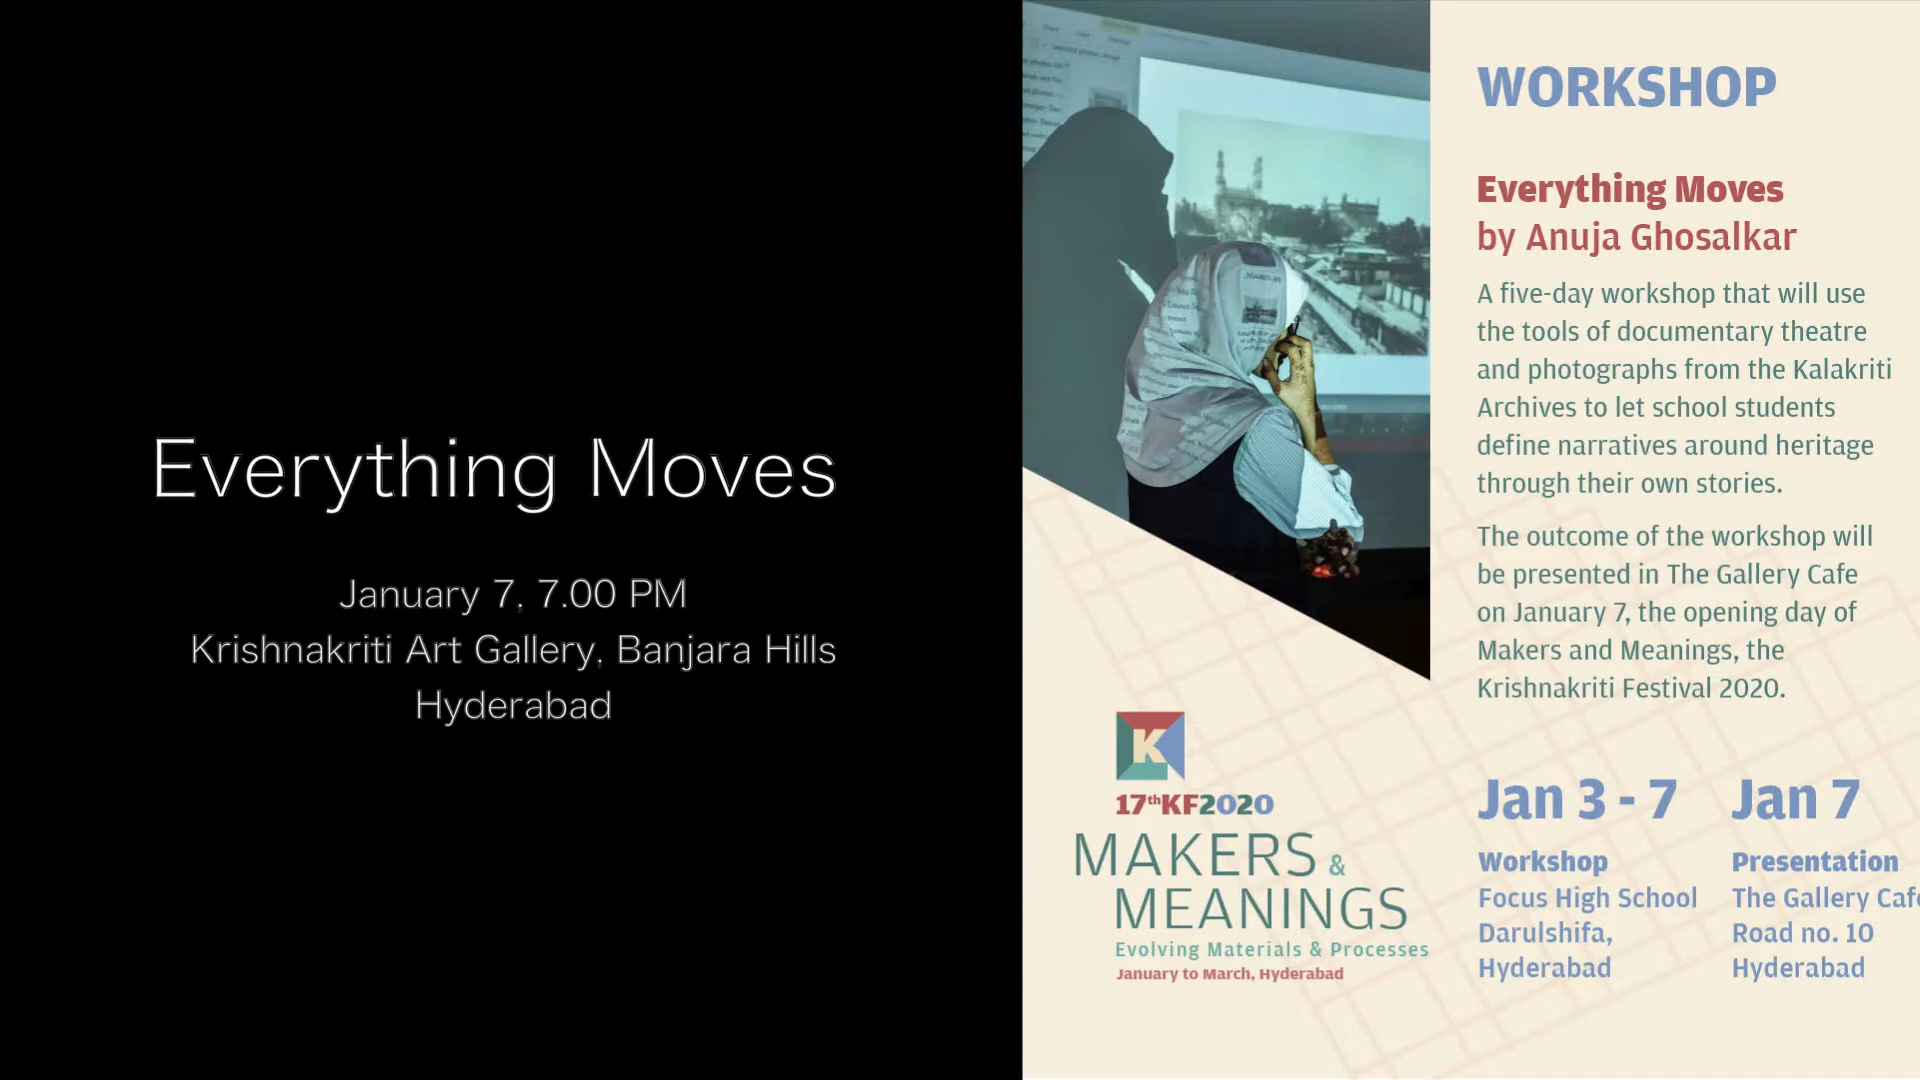 Everything Moves
January 7, 7.00 PM
Krishnakriti Art Gallery, Banjara Hills
Hyderabad
WORKSHOP
Everything Moves
by Anuja Ghosalkar
A five-day workshop that will use
the tools of documentary theatre
and photographs from the Kalakriti
Archives to let school students
define narratives around heritage
through their own stories.
The outcome of the workshop will
be presented in The Gallery Cafe
on January 7, the opening day of
Makers and Meanings, the
Krishnakriti Festival 2020.
K
17thKF2020
MAKERS &
MEANINGS
Evolving Materials & Processes
January to March, Hyderabad
Jan 3 - 7
Workshop
Focus High School
Darulshifa,
Hyderabad
Jan 7
Presentation
The Gallery Cafe
Road no. 10
Hyderabad